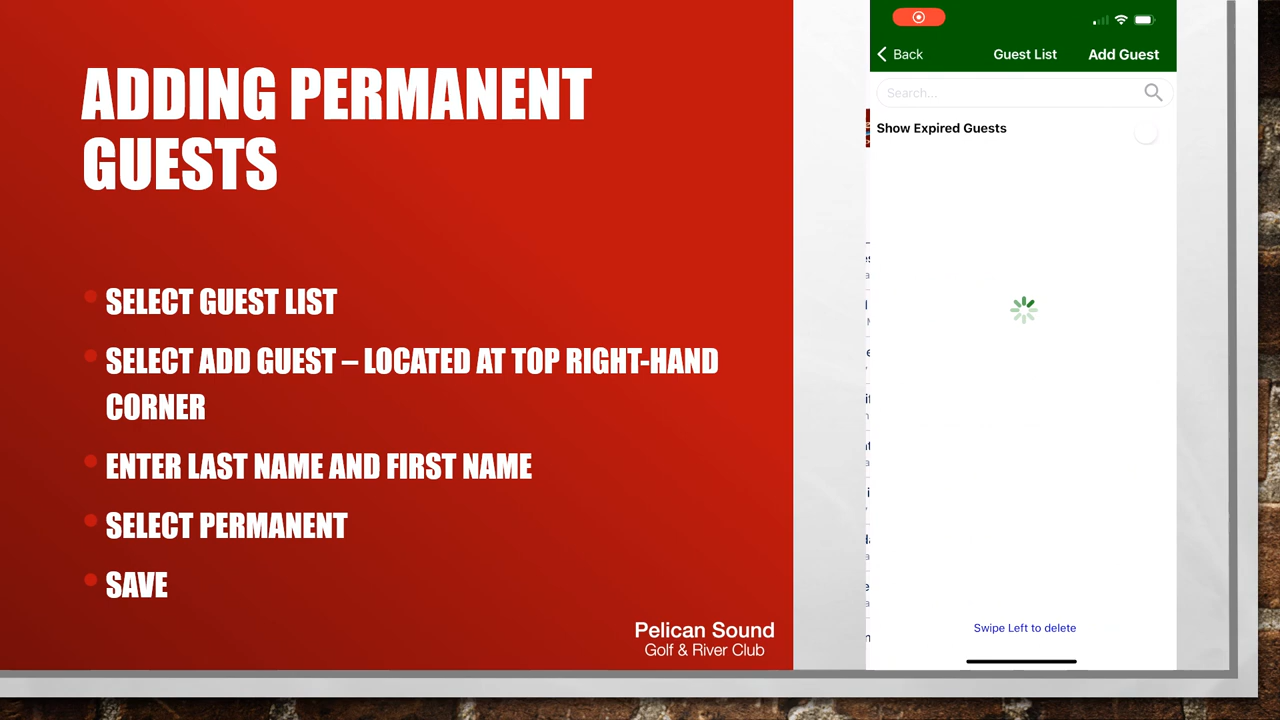 ADDING PERMANENT
GUESTS
SELECT GUEST LIST
SELECT ADD GUEST – LOCATED AT TOP RIGHT-HAND
CORNER
ENTER LAST NAME AND FIRST NAME
SELECT PERMANENT
SAVE
Pelican Sound
Golf & River Club
Back Guest List Add Guest
Search...
Show Expired Guests
Swipe Left to delete